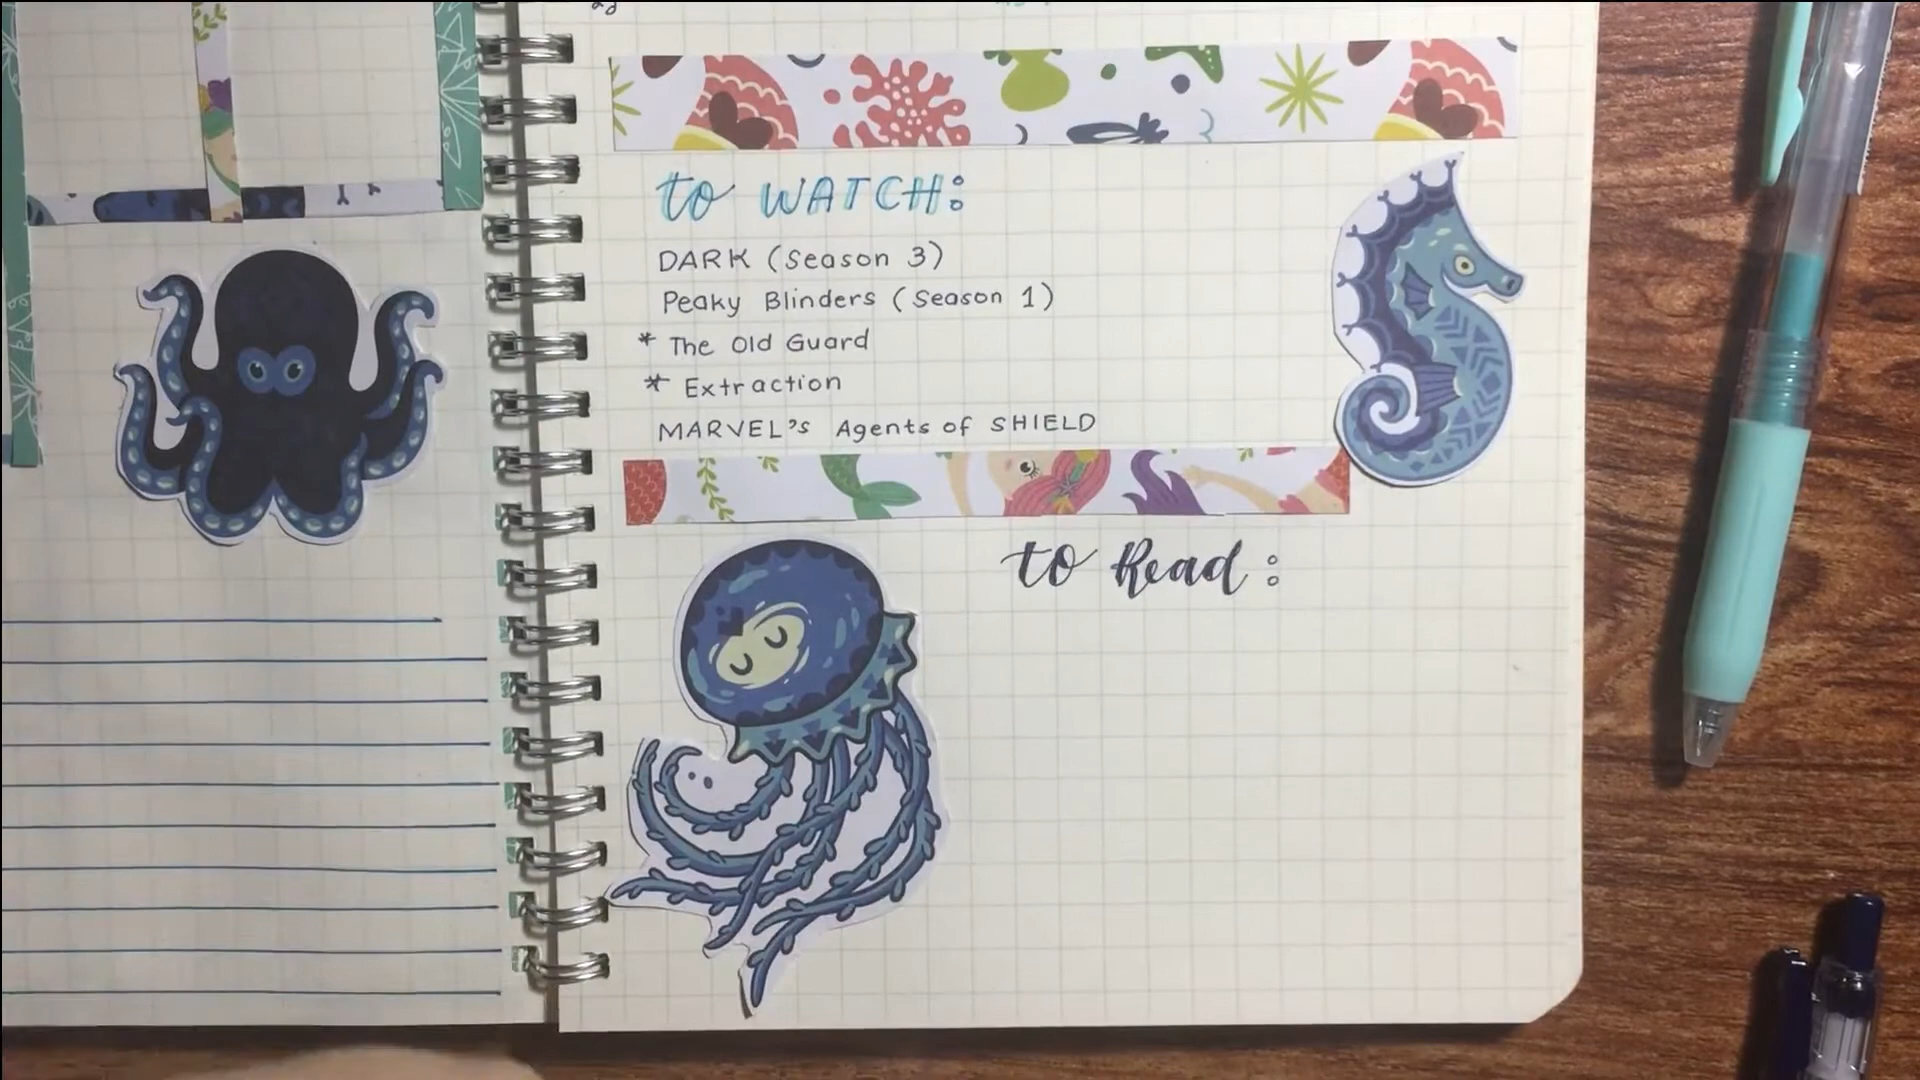 to WATCH:
DARK (Season 3)
Peaky Blinders (Season 1)
* The Old Guard
* Extraction
MARVEL's Agents of SHIELD
to Read: